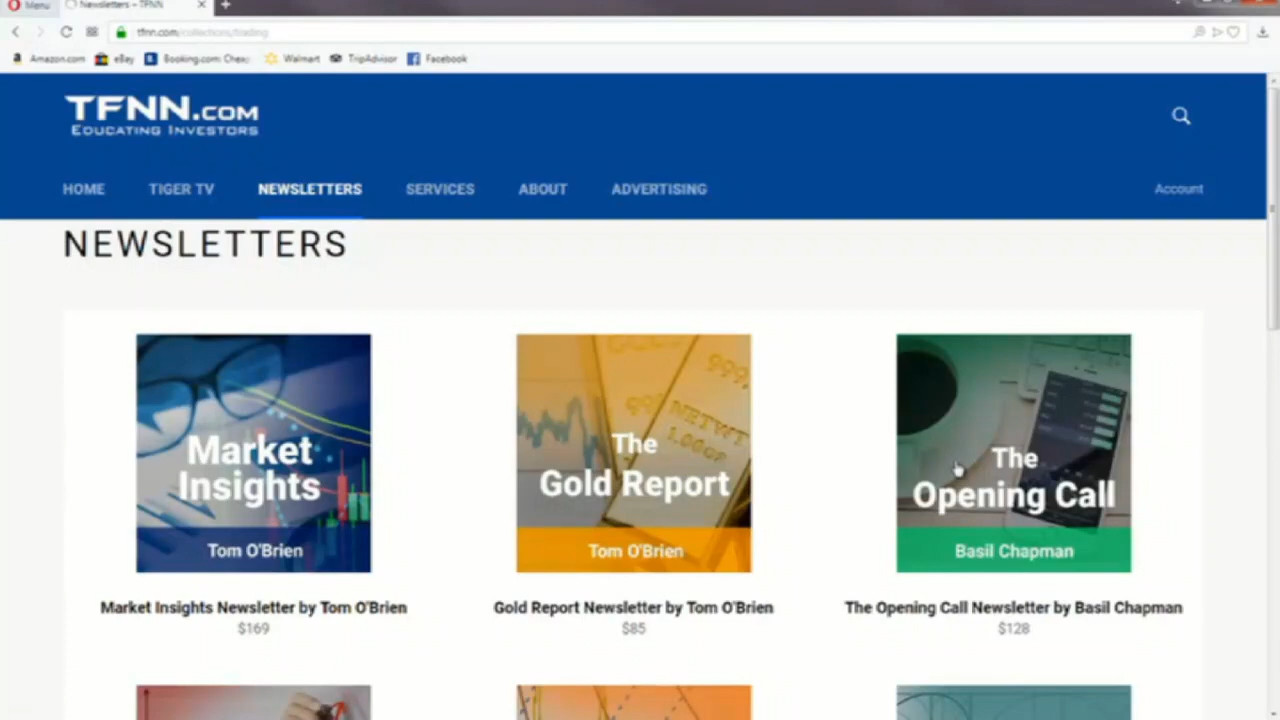 Menu
Newsletters – TFNN
tfnn.com/collections/trading
Amazon.com
eBay
Walmart
TripAdvisor
Facebook
TFNN.COM
EDUCATING INVESTORS
HOME
TIGER TV
NEWSLETTERS
SERVICES
ABOUT
ADVERTISING
Account
NEWSLETTERS
Market
Insights
Tom O'Brien
The
Gold Report
Tom O'Brien
The
Opening Call
Basil Chapman
Market Insights Newsletter by Tom O'Brien
$169
Gold Report Newsletter by Tom O'Brien
$85
The Opening Call Newsletter by Basil Chapman
$128